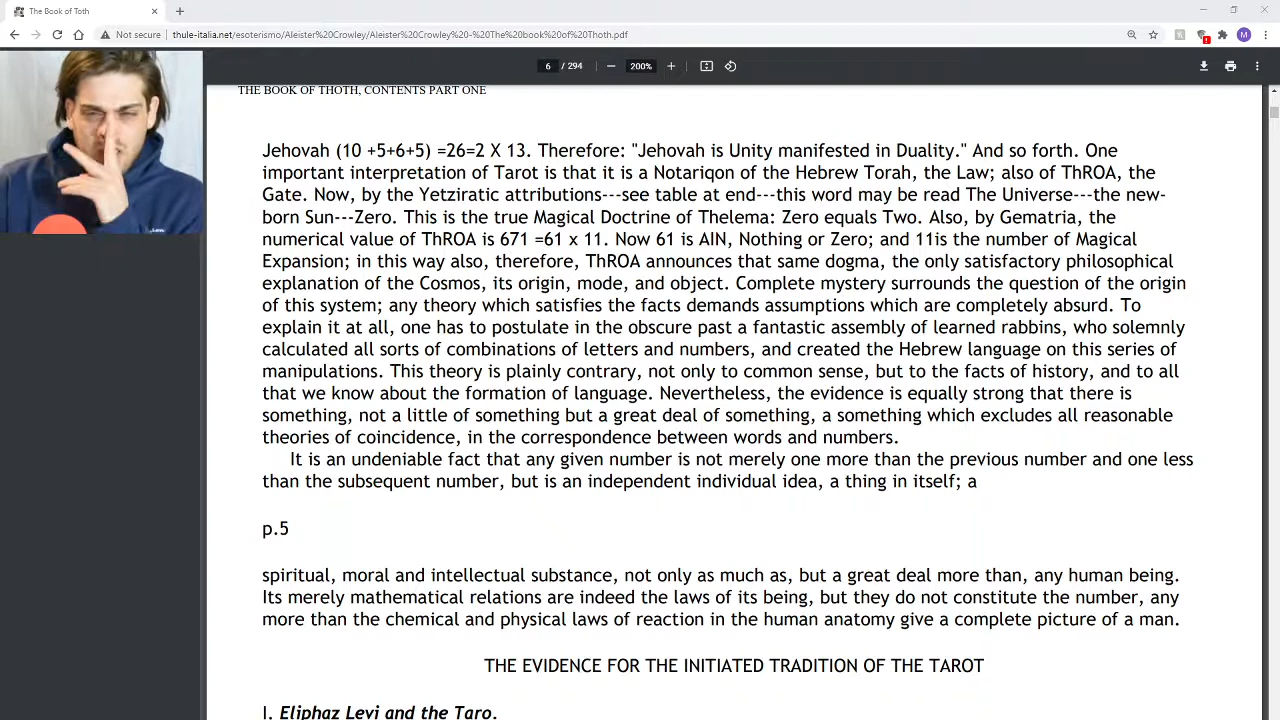 The Book of Toth
Not secure
thule-italia.net/esoterismo/Aleister%20Crowley/Aleister%20Crowley%20-%20The%20book%20of%20Thoth.pdf
M
6 / 294
200%
THE BOOK OF THOTH, CONTENTS PART ONE
Jehovah (10 +5+6+5) =26=2 X 13. Therefore: "Jehovah is Unity manifested in Duality." And so forth. One
important interpretation of Tarot is that it is a Notariqon of the Hebrew Torah, the Law; also of ThROA, the
Gate. Now, by the Yetziratic attributions---see table at end---this word may be read The Universe---the new-
born Sun---Zero. This is the true Magical Doctrine of Thelema: Zero equals Two. Also, by Gematria, the
numerical value of ThROA is 671 =61 x 11. Now 61 is AIN, Nothing or Zero; and 11is the number of Magical
Expansion; in this way also, therefore, ThROA announces that same dogma, the only satisfactory philosophical
explanation of the Cosmos, its origin, mode, and object. Complete mystery surrounds the question of the origin
of this system; any theory which satisfies the facts demands assumptions which are completely absurd. To
explain it at all, one has to postulate in the obscure past a fantastic assembly of learned rabbins, who solemnly
calculated all sorts of combinations of letters and numbers, and created the Hebrew language on this series of
manipulations. This theory is plainly contrary, not only to common sense, but to the facts of history, and to all
that we know about the formation of language. Nevertheless, the evidence is equally strong that there is
something, not a little of something but a great deal of something, a something which excludes all reasonable
theories of coincidence, in the correspondence between words and numbers.
It is an undeniable fact that any given number is not merely one more than the previous number and one less
than the subsequent number, but is an independent individual idea, a thing in itself; a
p.5
spiritual, moral and intellectual substance, not only as much as, but a great deal more than, any human being.
Its merely mathematical relations are indeed the laws of its being, but they do not constitute the number, any
more than the chemical and physical laws of reaction in the human anatomy give a complete picture of a man.
THE EVIDENCE FOR THE INITIATED TRADITION OF THE TAROT
I. Eliphaz Levi and the Taro.